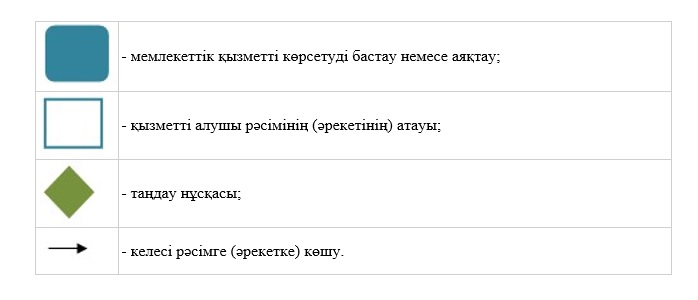 - мемлекеттік қызметті көрсетуді бастау немесе аяқтау;
- қызметті алушы рәсімінің (әрекетінің) атауы;
- таңдау нұсқасы;
- келесі рәсімге (әрекетке) көшу.